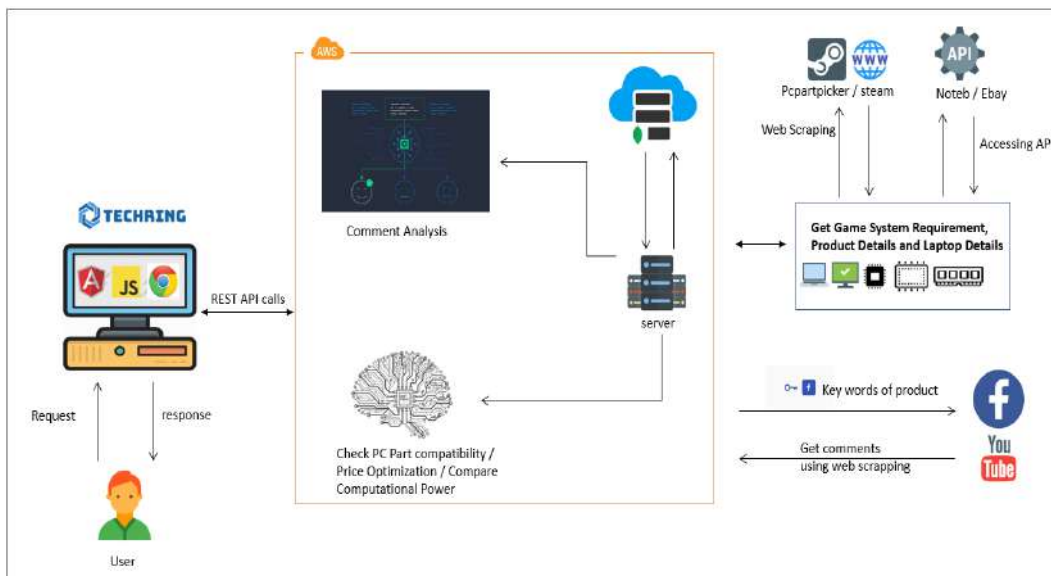 AWS
Pcpartpicker / steam
WWW
API
Noteb / Ebay
Web Scraping
Accessing AP
Comment Analysis
TECHRING
JS
REST API calls
server
Get Game System Requirement,
Product Details and Laptop Details
Request
response
User
Check PC Part compatibility /
Price Optimization / Compare
Computational Power
Key words of product
Get comments
using web scrapping
f
You
Tube